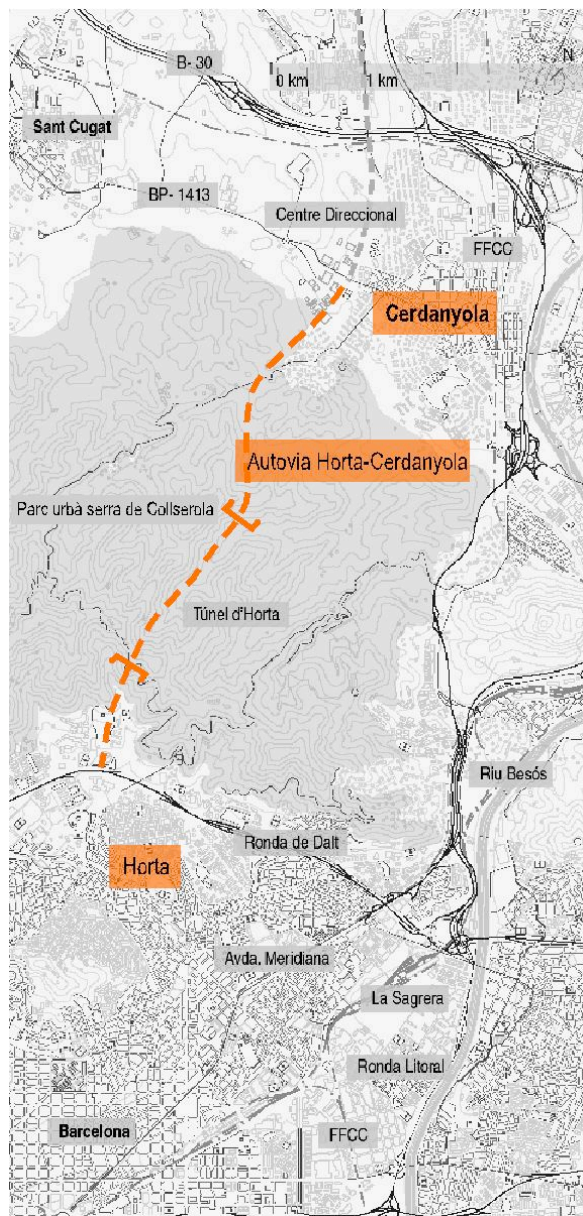 B- 30
N
0 km
1 km
Sant Cugat
BP- 1413
Centre Direccional
FFCC
Cerdanyola
Autovia Horta-Cerdanyola
Parc urbà serra de Collserola
Túnel d'Horta
Riu Besós
Ronda de Dalt
Horta
Avda. Meridiana
La Sagrera
Ronda Litoral
Barcelona
FFCC